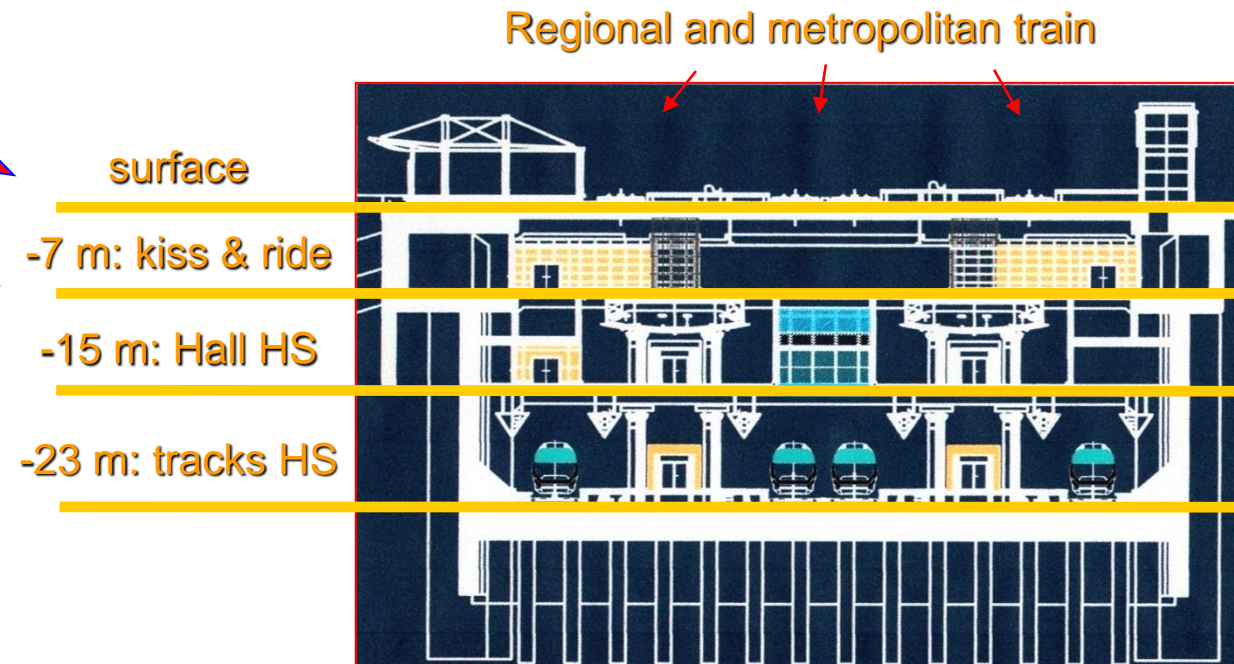 Regional and metropolitan train
surface
-7 m: kiss & ride
-15 m: Hall HS
-23 m: tracks HS